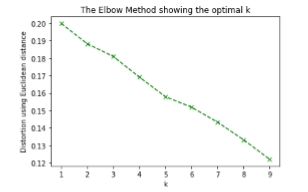 The Elbow Method showing the optimal k
Distortion using Euclidean distance
0.20
0.19
0.18
0.17
0.16
0.15
0.14
0.13
0.12
1 2 3 4 5 6 7 8 9
k